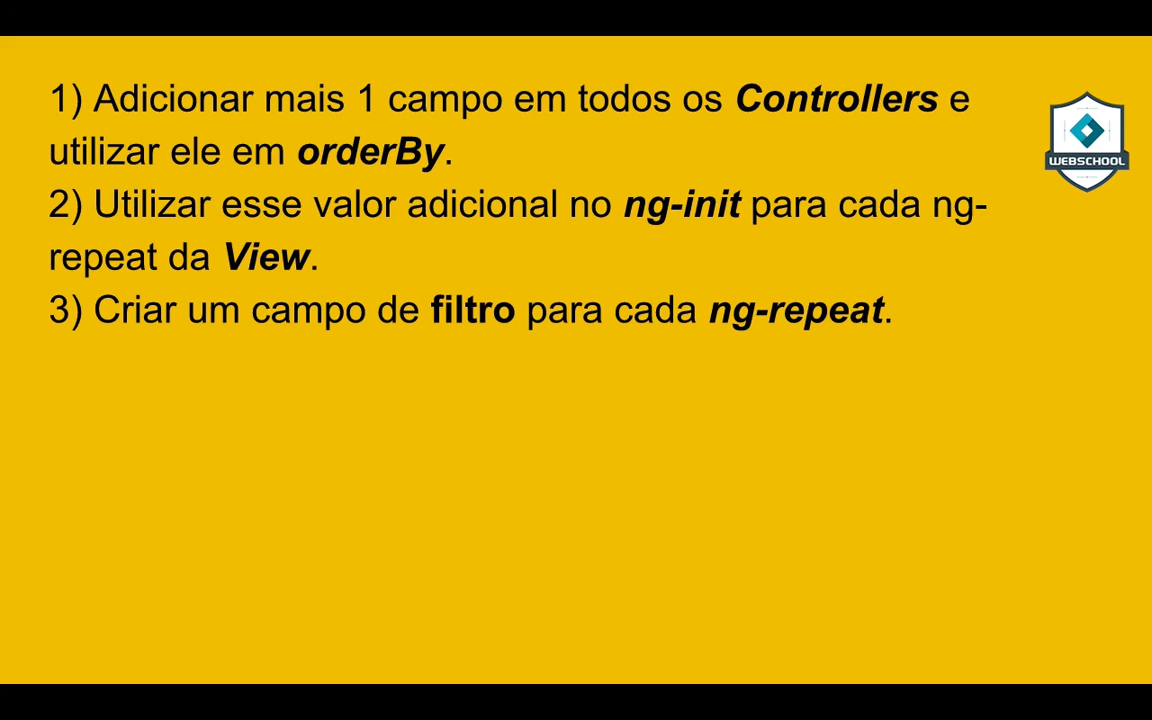 1) Adicionar mais 1 campo em todos os Controllers e
utilizar ele em orderBy.
2) Utilizar esse valor adicional no ng-init para cada ng-
repeat da View.
3) Criar um campo de filtro para cada ng-repeat.
WEBSCHOOL